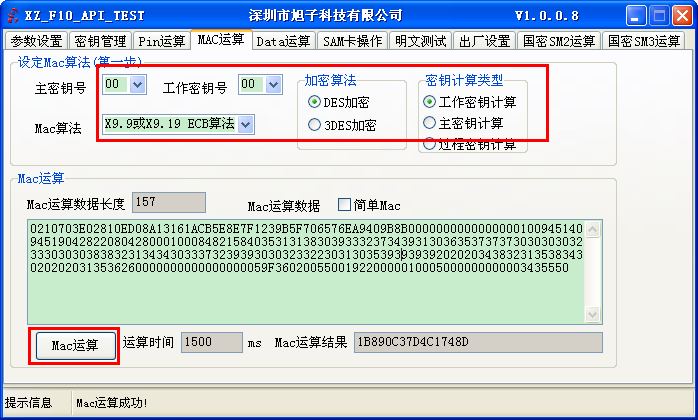 XZ_F10_API_TEST 深圳市旭子科技有限公司 V1.0.0.8
参数设置 密钥管理 Pin运算 MAC运算 Data运算 SAM卡操作 明文测试 出厂设置 国密SM2运算 国密SM3运算
设定Mac算法(第一步)
主密钥号 00 工作密钥号 00
Mac算法 X9.9或X9.19 ECB算法
加密算法
DES加密
3DES加密
密钥计算类型
工作密钥计算
主密钥计算
过程密钥计算
Mac运算
Mac运算数据长度 157 Mac运算数据 简单Mac
0210703E02810ED08A13161ACB5E8E7F1239B5F706576EA9409B8B0000000000000000100945140
9451904282208042800010008482158403531313830393332373439313036353737373030303032
3330303038383231343430333732393930303233223031303539393939392020203438323135383 43
0202020313536260000000000000000059F36020055001922000001000500000000003435550
Mac运算 运算时间 1500 ms Mac运算结果 1B890C37D4C1748D
提示信息 Mac运算成功!